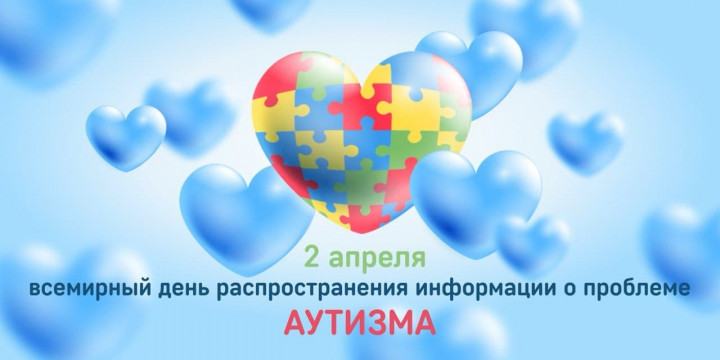 2 апреля
всемирный день распространения информации о проблеме
АУТИЗМА